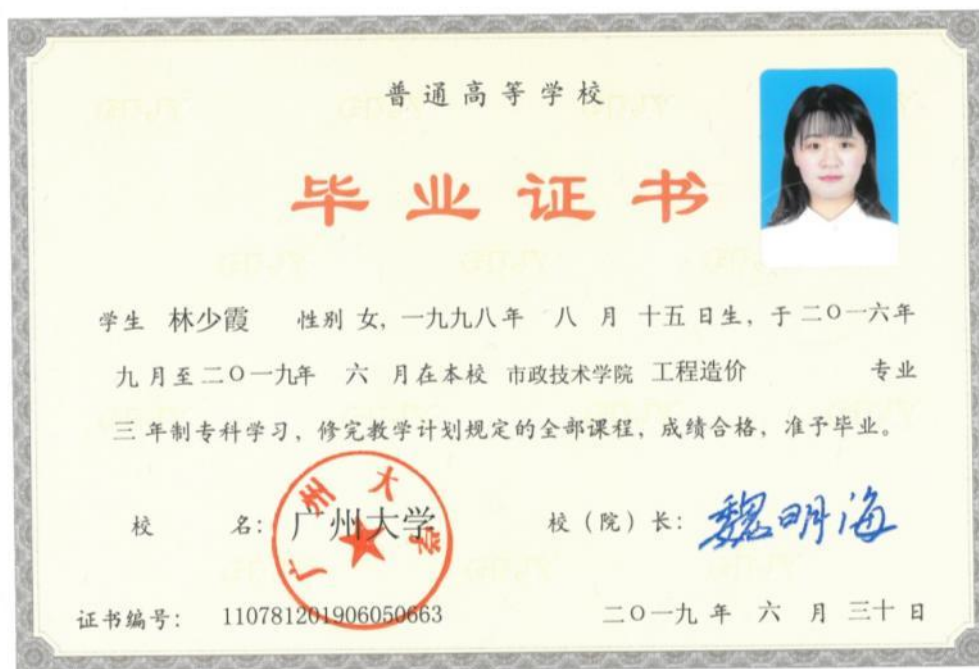 普通高等学校
毕业证书
学生 林少霞 性别 女，一九九八年 八 月 十五 日生，于 二〇一六年
九 月至 二〇一九年 六 月在本校 市政技术学院 工程造价 专业
三 年制专科学习，修完教学计划规定的全部课程，成绩合格，准予毕业。
校 名：广州大学 校（院）长：魏明海
广州大学
证书编号：110781201906050663 二〇一九 年 六 月 三十 日